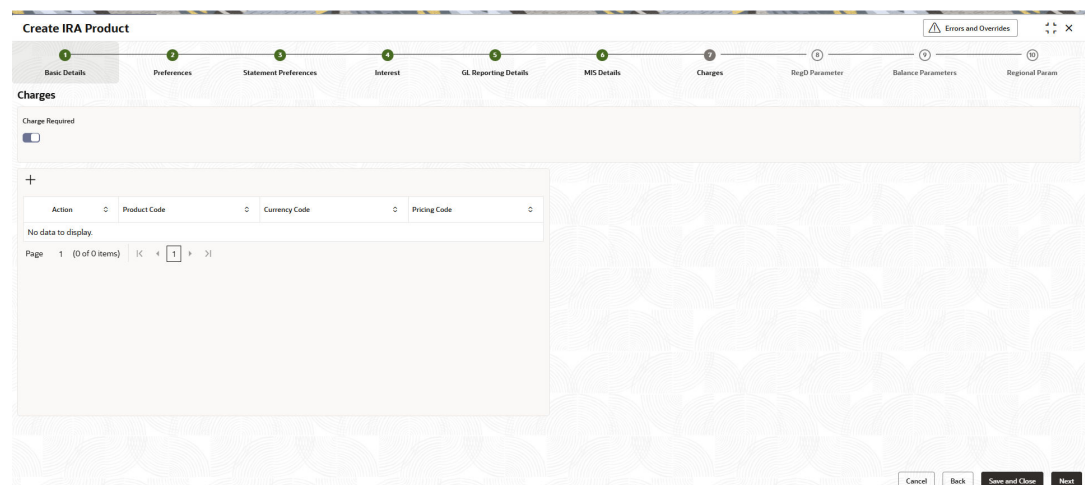 Create IRA Product
Errors and Overrides
1 2 3 4 5 6 7 8 9 10
Basic Details Preferences Statement Preferences Interest GL Reporting Details MIS Details Charges RegD Parameter Balance Parameters Regional Param
Charges
Charge Required
Action Product Code Currency Code Pricing Code
No data to display.
Page 1 (0 of 0 items) 1
Cancel Back Save and Close Next